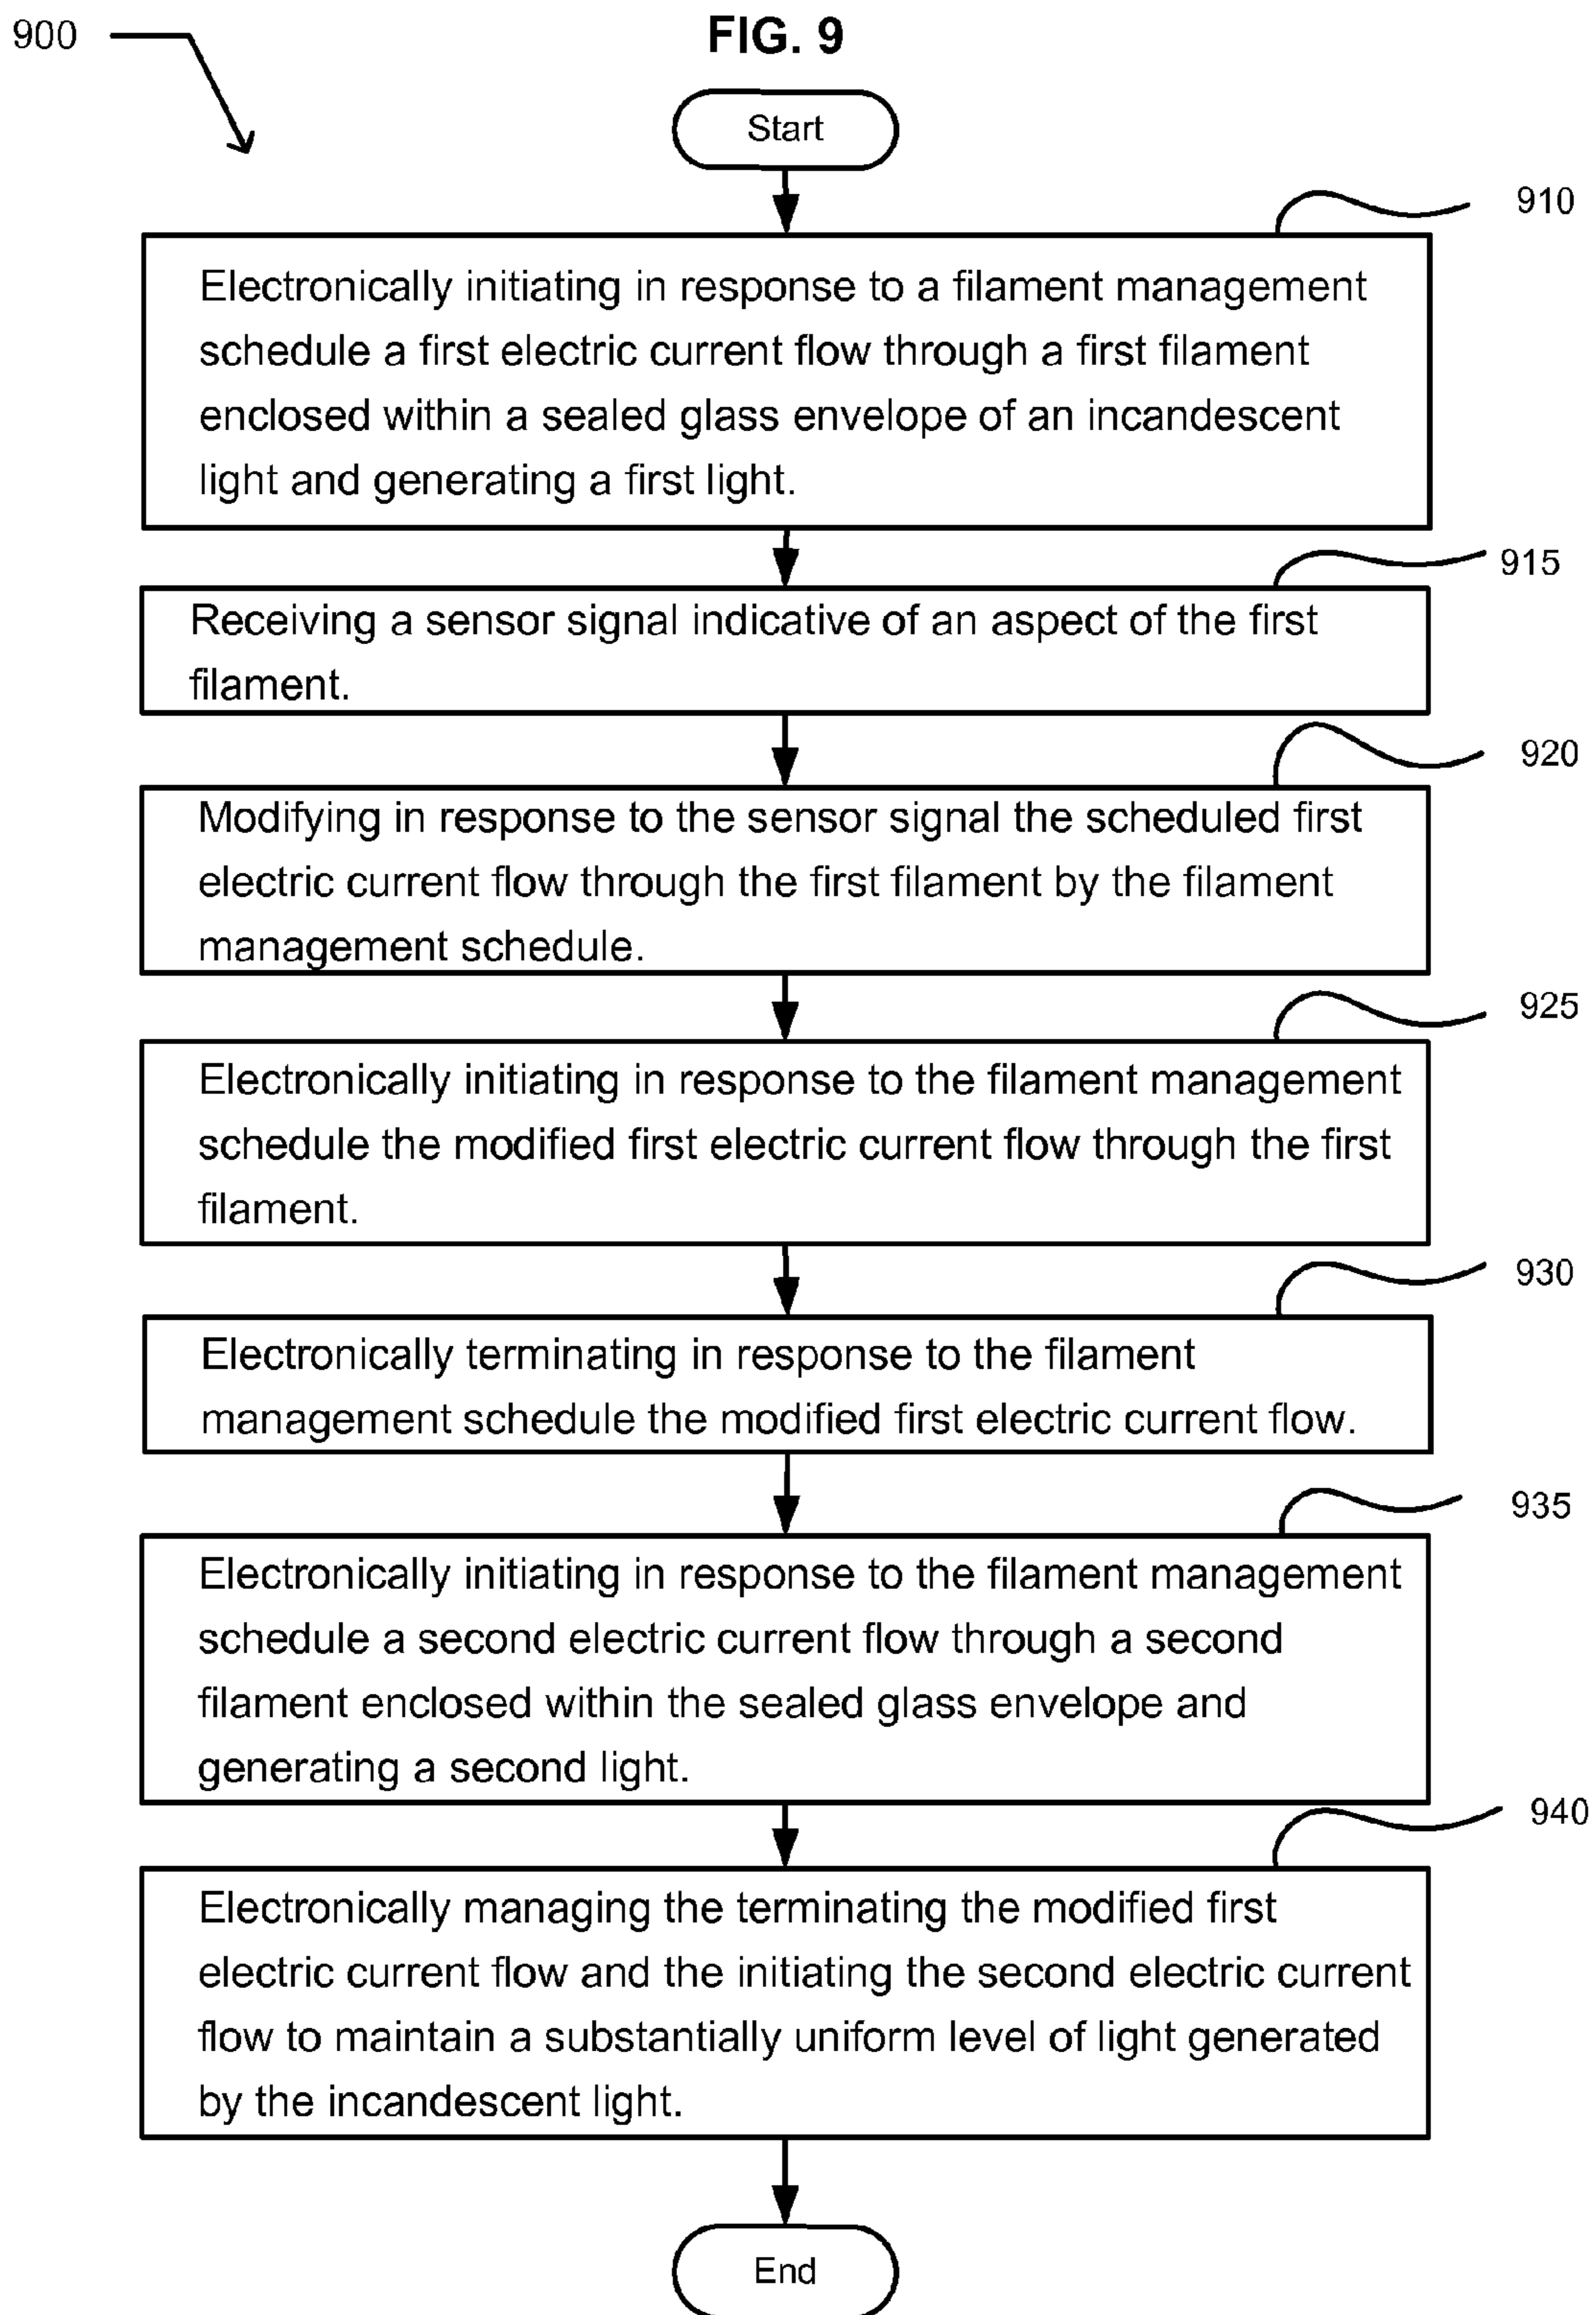 900
FIG. 9
Start
910
Electronically initiating in response to a filament management
schedule a first electric current flow through a first filament
enclosed within a sealed glass envelope of an incandescent
light and generating a first light.
915
Receiving a sensor signal indicative of an aspect of the first
filament.
920
Modifying in response to the sensor signal the scheduled first
electric current flow through the first filament by the filament
management schedule.
925
Electronically initiating in response to the filament management
schedule the modified first electric current flow through the first
filament.
930
Electronically terminating in response to the filament
management schedule the modified first electric current flow.
935
Electronically initiating in response to the filament management
schedule a second electric current flow through a second
filament enclosed within the sealed glass envelope and
generating a second light.
940
Electronically managing the terminating the modified first
electric current flow and the initiating the second electric current
flow to maintain a substantially uniform level of light generated
by the incandescent light.
End